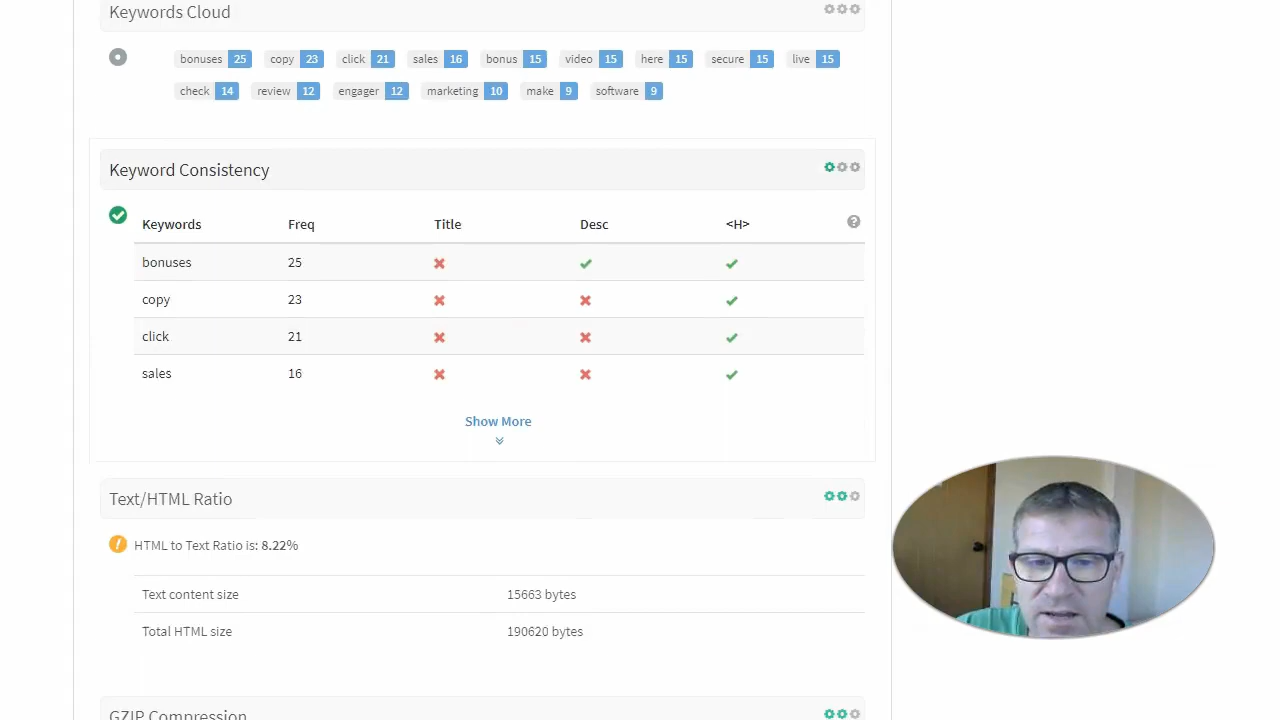 Keywords Cloud
bonuses 25 copy 23 click 21 sales 16 bonus 15 video 15 here 15 secure 15 live 15
check 14 review 12 engager 12 marketing 10 make 9 software 9
Keyword Consistency
Keywords Freq Title Desc <H>
bonuses 25
copy 23
click 21
sales 16
Show More
Text/HTML Ratio
HTML to Text Ratio is: 8.22%
Text content size 15663 bytes
Total HTML size 190620 bytes
GZIP Compression